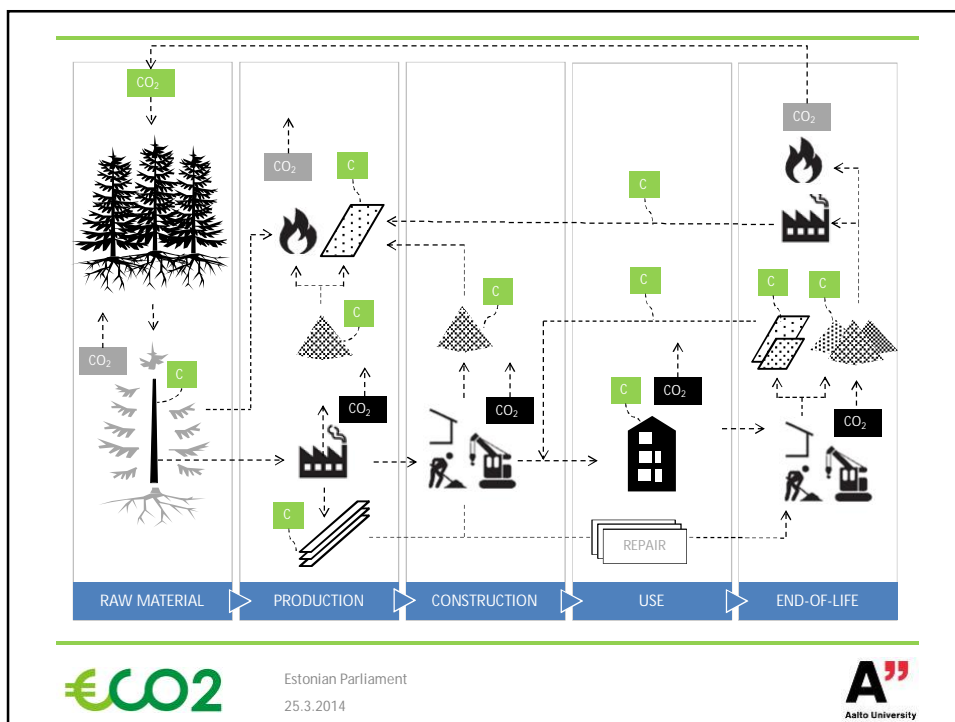 CO₂
CO₂
CO₂
C
C
C
C
C
C
C
CO₂
C
CO₂
CO₂
C
CO₂
CO₂
C
REPAIR
RAW MATERIAL
PRODUCTION
CONSTRUCTION
USE
END-OF-LIFE
€CO2
Estonian Parliament
25.3.2014
A”
Aalto University